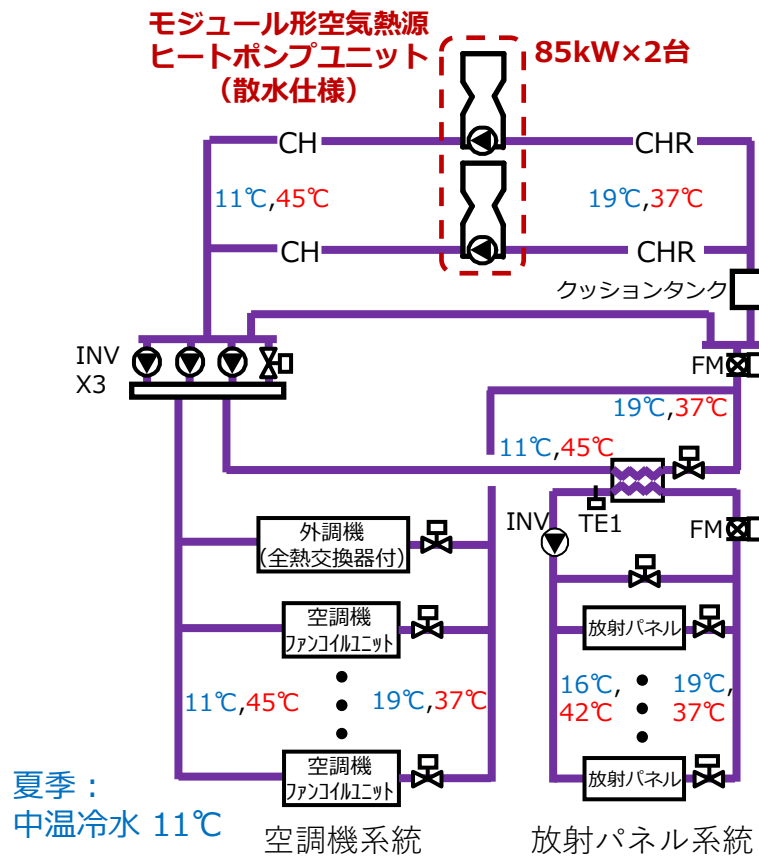 モジュール形空気熱源
ヒートポンプユニット
（散水仕様）
85kW×2台
CH
CHR
11℃,45℃
19℃,37℃
CH
CHR
クッションタンク
INV
X3
FM
19℃,37℃
11℃,45℃
INV
TE1
FM
外調機
(全熱交換器付)
空調機
ﾌｧﾝｺｲﾙﾕﾆｯﾄ
放射パネル
11℃,45℃
19℃,37℃
16℃,
42℃
19℃,
37℃
空調機
ﾌｧﾝｺｲﾙﾕﾆｯﾄ
放射パネル
夏季：
中温冷水 11℃
空調機系統
放射パネル系統